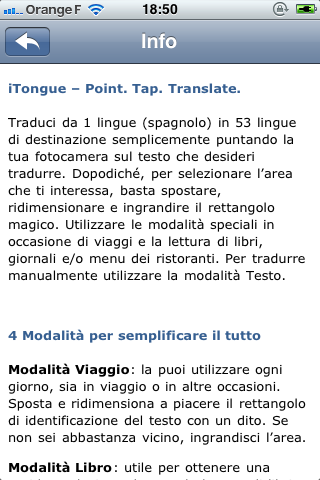 Orange F 18:50
Info
iTongue – Point. Tap. Translate.
Traduci da 1 lingue (spagnolo) in 53 lingue
di destinazione semplicemente puntando la
tua fotocamera sul testo che desideri
tradurre. Dopodiché, per selezionare l'area
che ti interessa, basta spostare,
ridimensionare e ingrandire il rettangolo
magico. Utilizzare le modalità speciali in
occasione di viaggi e la lettura di libri,
giornali e/o menu dei ristoranti. Per tradurre
manualmente utilizzare la modalità Testo.
4 Modalità per semplificare il tutto
Modalità Viaggio: la puoi utilizzare ogni
giorno, sia in viaggio o in altre occasioni.
Sposta e ridimensiona a piacere il rettangolo
di identificazione del testo con un dito. Se
non sei abbastanza vicino, ingrandisci l'area.
Modalità Libro: utile per ottenere una